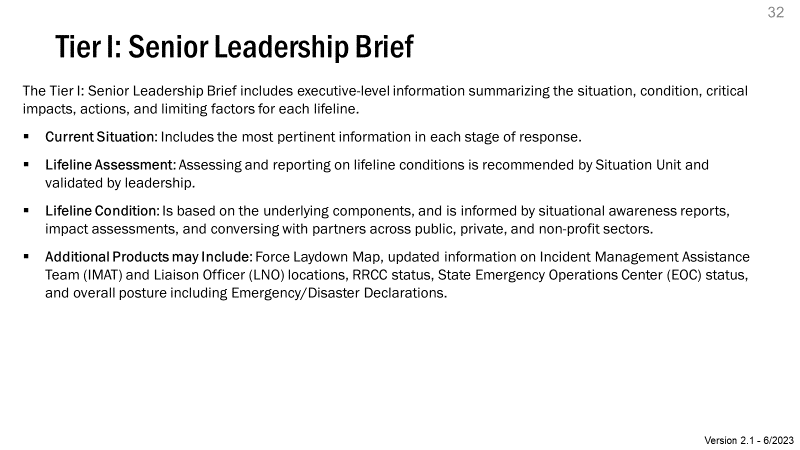 32
Tier I: Senior Leadership Brief
The Tier I: Senior Leadership Brief includes executive-level information summarizing the situation, condition, critical
impacts, actions, and limiting factors for each lifeline.
▪ Current Situation: Includes the most pertinent information in each stage of response.
▪ Lifeline Assessment: Assessing and reporting on lifeline conditions is recommended by Situation Unit and
validated by leadership.
▪ Lifeline Condition: Is based on the underlying components, and is informed by situational awareness reports,
impact assessments, and conversing with partners across public, private, and non-profit sectors.
▪ Additional Products may Include: Force Laydown Map, updated information on Incident Management Assistance
Team (IMAT) and Liaison Officer (LNO) locations, RRCC status, State Emergency Operations Center (EOC) status,
and overall posture including Emergency/Disaster Declarations.
Version 2.1 - 6/2023